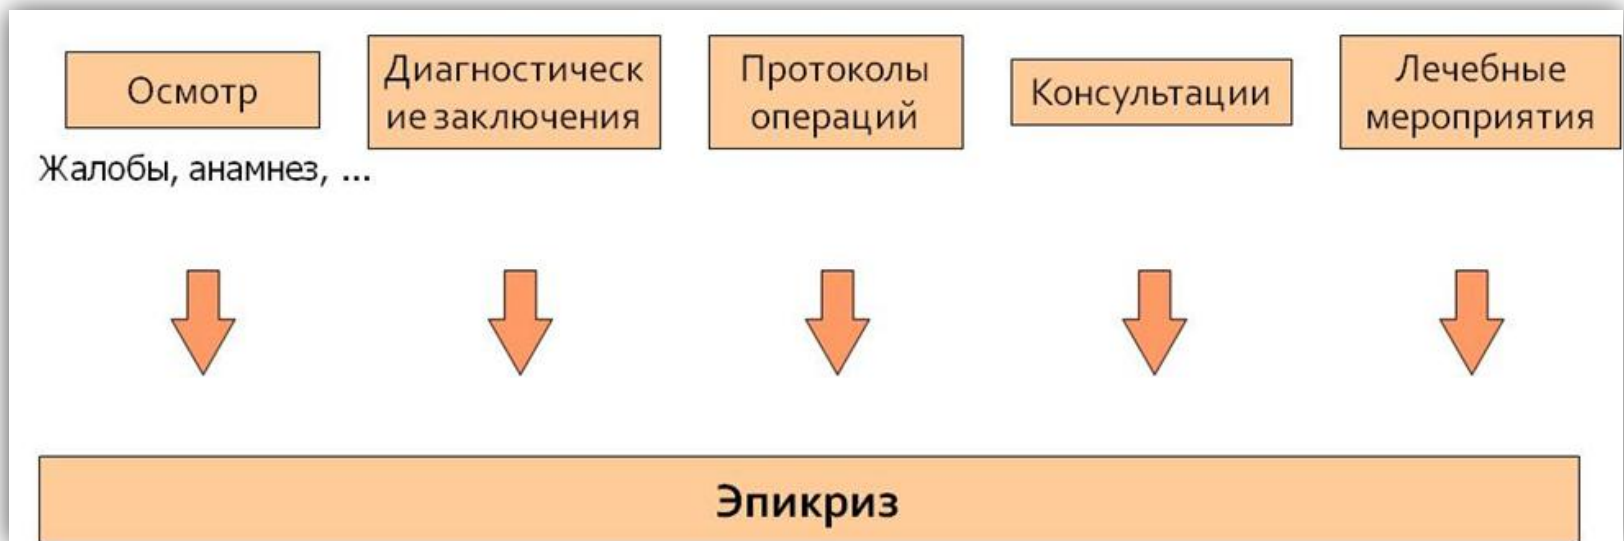 Осмотр
Жалобы, анамнез, ...
Диагностическ
ие заключения
Протоколы
операций
Консультации
Лечебные
мероприятия
Эпикриз